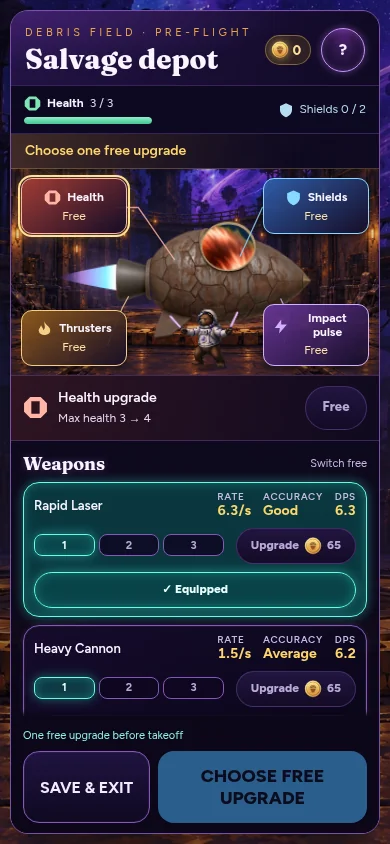 DEBRIS FIELD · PRE-FLIGHT
Salvage depot
0
?
Health 3 / 3
Shields 0 / 2
Choose one free upgrade
Health
Free
Shields
Free
Thrusters
Free
Impact
pulse
Free
Health upgrade
Max health 3 → 4
Free
Weapons
Switch free
Rapid Laser
RATE ACCURACY DPS
6.3/s Good 6.3
1 2 3 Upgrade 65
✓ Equipped
Heavy Cannon
RATE ACCURACY DPS
1.5/s Average 6.2
1 2 3 Upgrade 65
One free upgrade before takeoff
SAVE & EXIT
CHOOSE FREE
UPGRADE